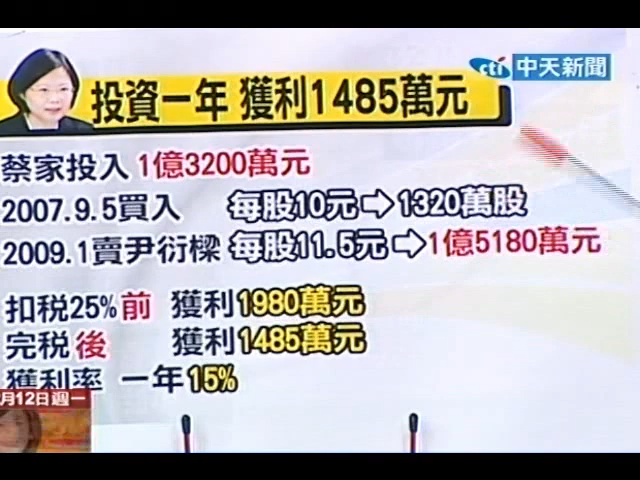 cti 中天新聞
投資一年 獲利1485萬元
蔡家投入 1億3200萬元
2007.9.5買入 每股10元⇨1320萬股
2009.1賣尹衍樑 每股11.5元⇨1億5180萬元
扣税25%前 獲利1980萬元
完税後 獲利1485萬元
獲利率 一年15%
月12日週一